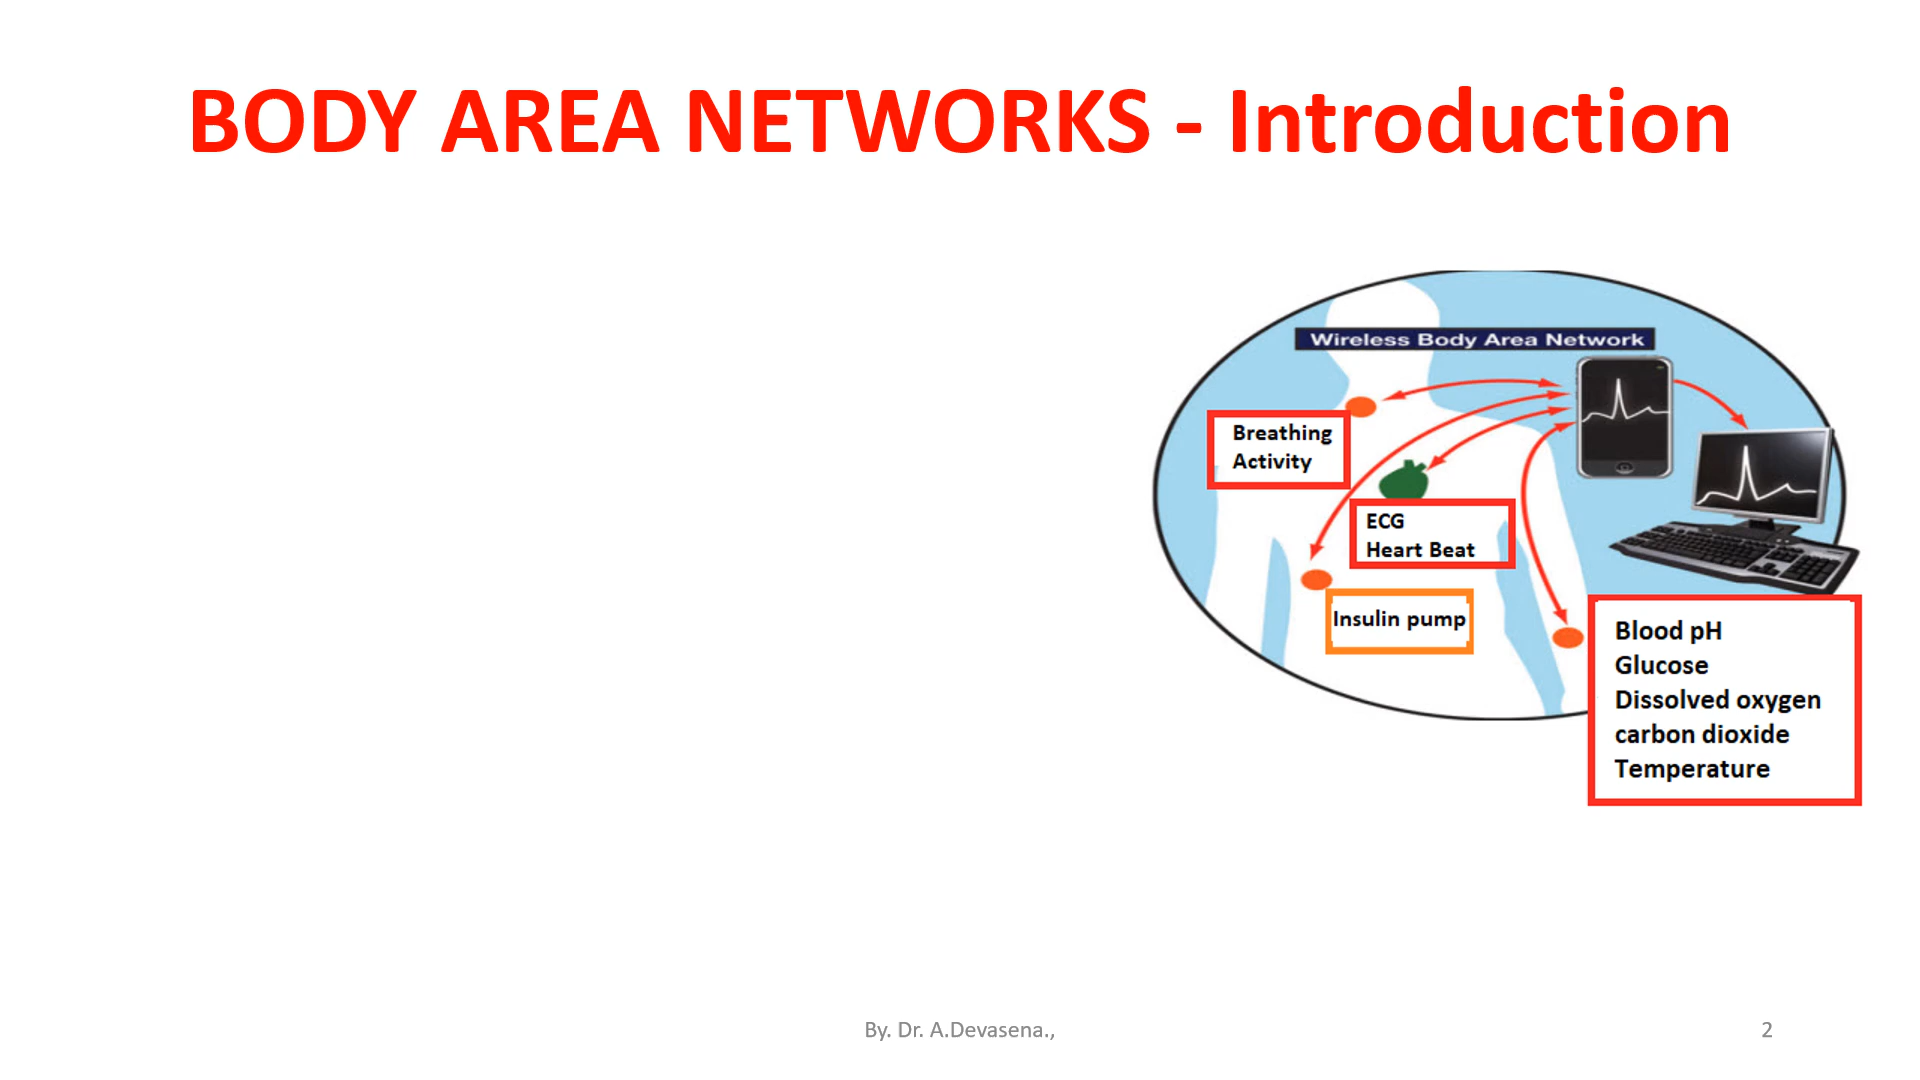 BODY AREA NETWORKS - Introduction
Wireless Body Area Network
Breathing
Activity
ECG
Heart Beat
Insulin pump
Blood pH
Glucose
Dissolved oxygen
carbon dioxide
Temperature
By. Dr. A.Devasena.,
2